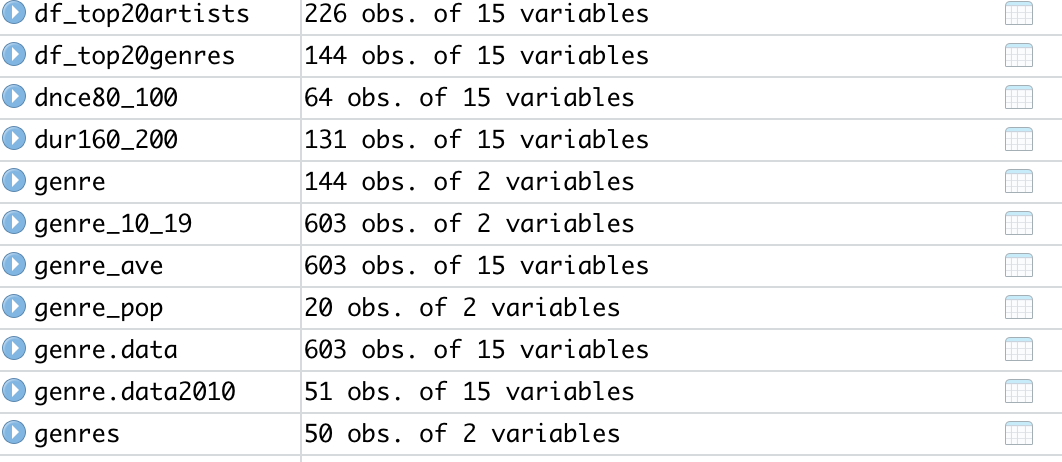 df_top20artists 226 obs. of 15 variables
df_top20genres 144 obs. of 15 variables
dnce80_100 64 obs. of 15 variables
dur160_200 131 obs. of 15 variables
genre 144 obs. of 2 variables
genre_10_19 603 obs. of 2 variables
genre_ave 603 obs. of 15 variables
genre_pop 20 obs. of 2 variables
genre.data 603 obs. of 15 variables
genre.data2010 51 obs. of 15 variables
genres 50 obs. of 2 variables